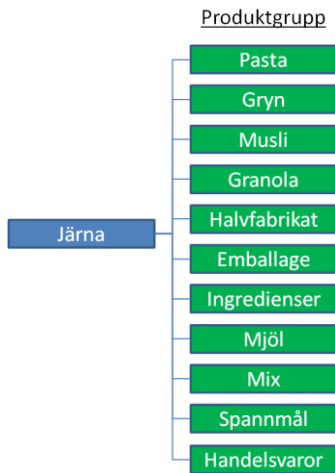 Produktgrupp
Pasta
Gryn
Musli
Granola
Halvfabrikat
Järna
Emballage
Ingredienser
Mjöl
Mix
Spannmål
Handelsvaror